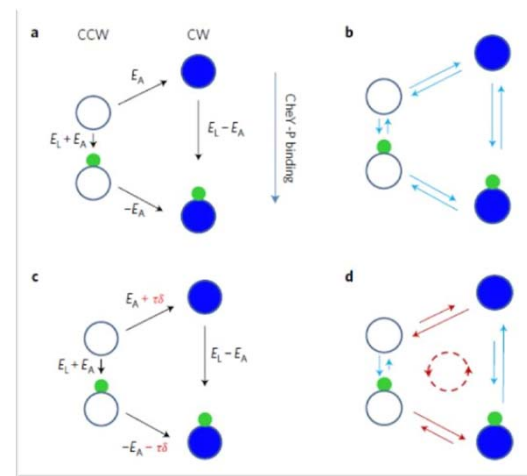 a
CCW
CW
b
E_A
E_L + E_A
E_L − E_A
−E_A
CheY-P binding
c
d
E_A + τδ
E_L + E_A
E_L − E_A
−E_A − τδ